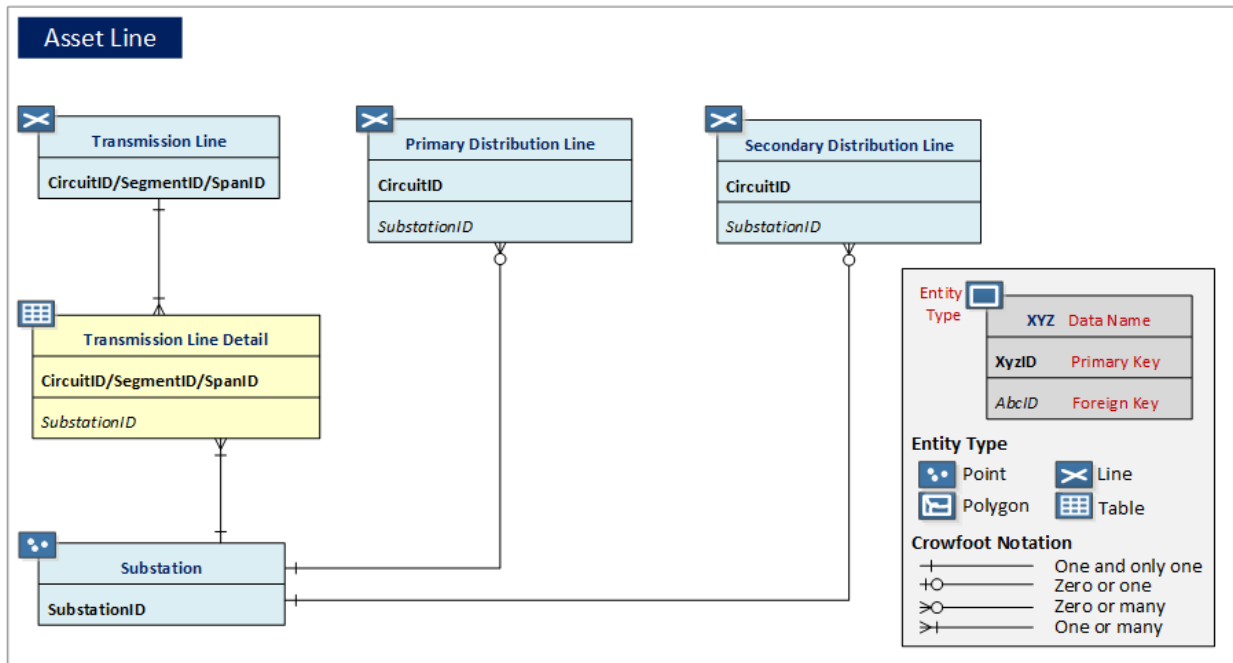 Asset Line
Transmission Line
CircuitID/SegmentID/SpanID
Primary Distribution Line
CircuitID
SubstationID
Secondary Distribution Line
CircuitID
SubstationID
Transmission Line Detail
CircuitID/SegmentID/SpanID
SubstationID
Substation
SubstationID
Entity
Type
XYZ Data Name
XyzID Primary Key
AbcID Foreign Key
Entity Type
Point
Line
Polygon
Table
Crowfoot Notation
One and only one
Zero or one
Zero or many
One or many